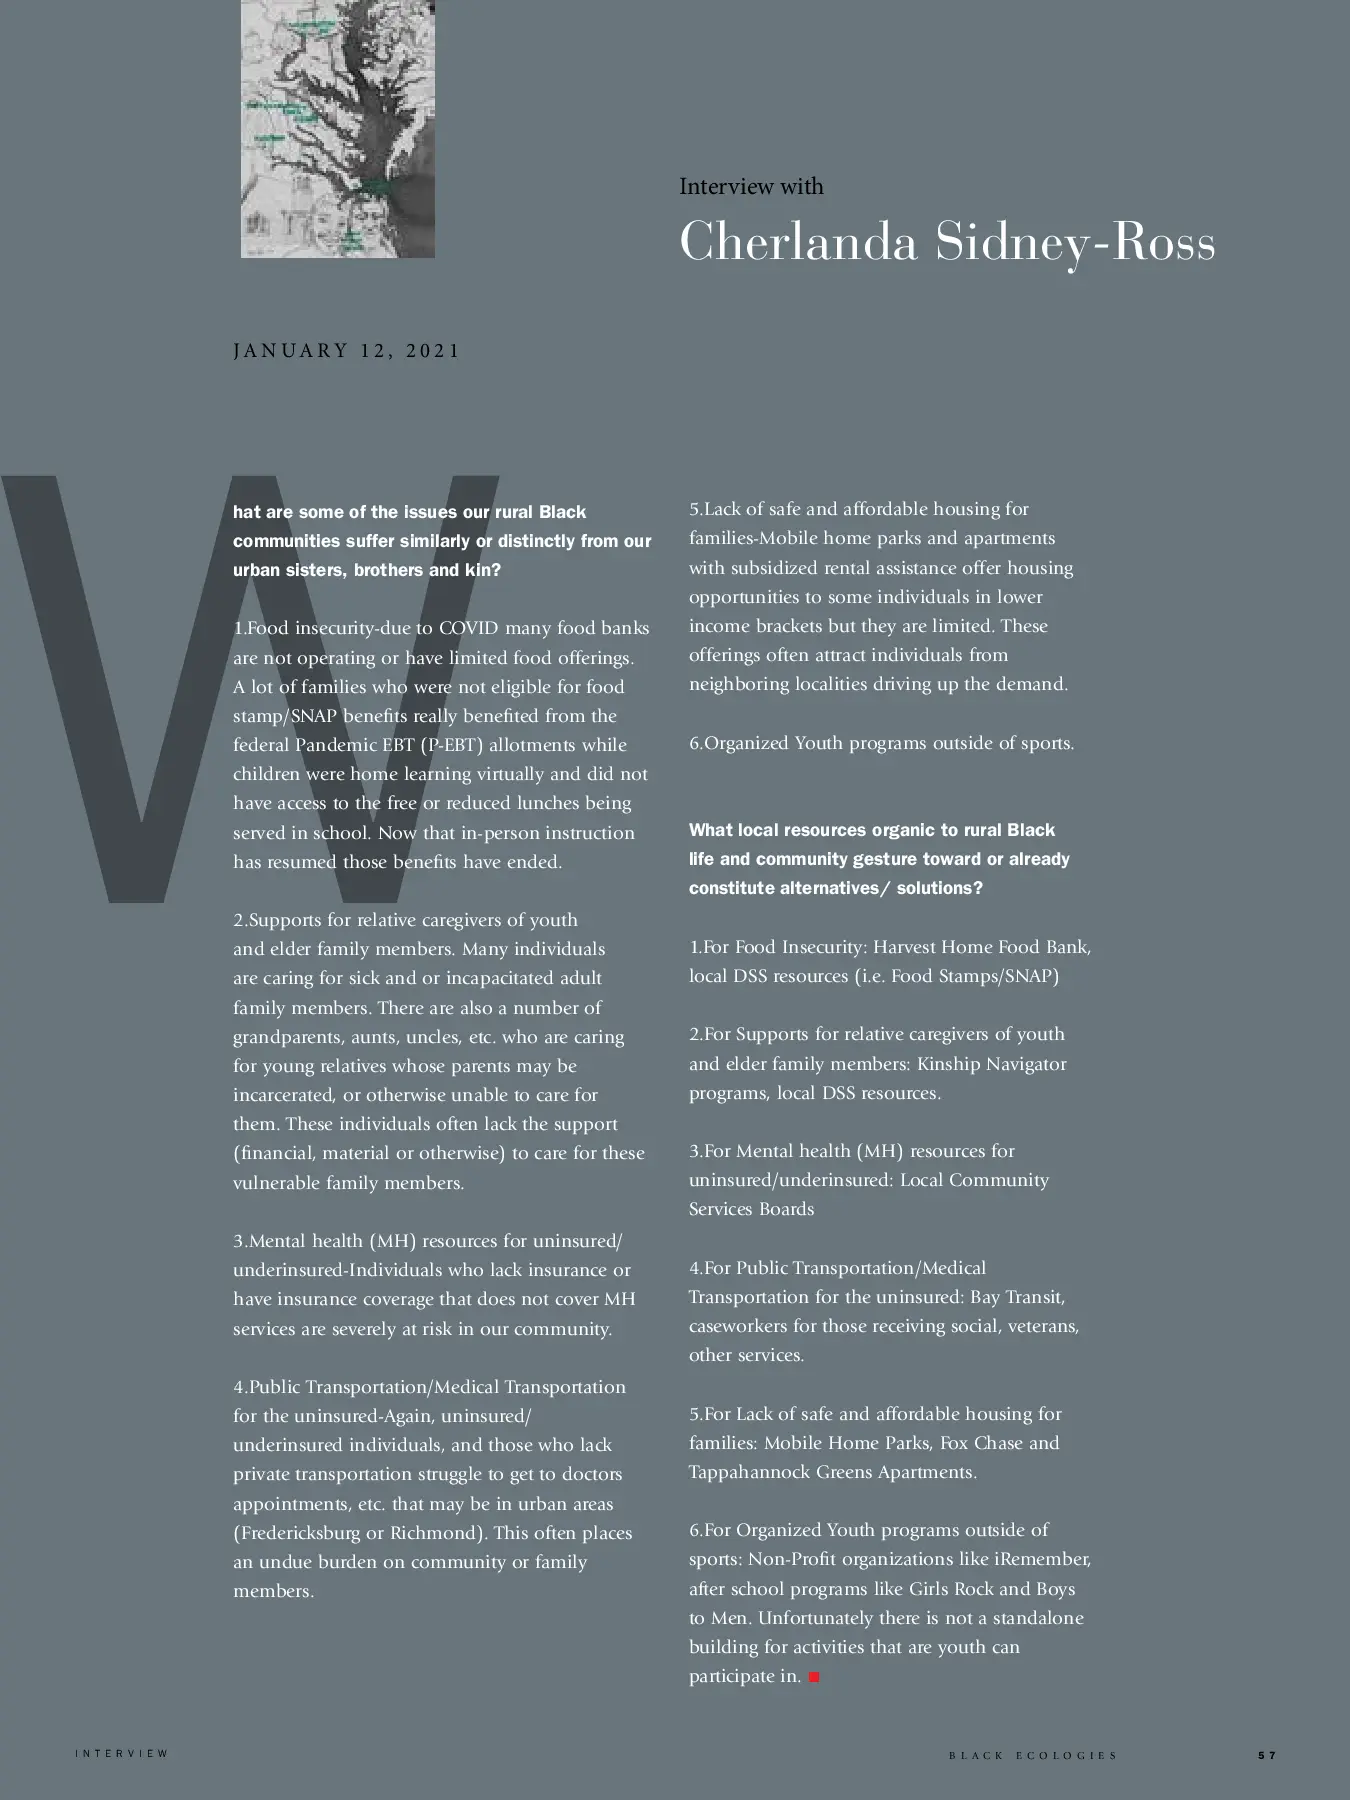 Interview with
Cherlanda Sidney-Ross
JANUARY 12, 2021
What are some of the issues our rural Black
communities suffer similarly or distinctly from our
urban sisters, brothers and kin?
1.Food insecurity-due to COVID many food banks
are not operating or have limited food offerings.
A lot of families who were not eligible for food
stamp/SNAP benefits really benefited from the
federal Pandemic EBT (P-EBT) allotments while
children were home learning virtually and did not
have access to the free or reduced lunches being
served in school. Now that in-person instruction
has resumed those benefits have ended.
2.Supports for relative caregivers of youth
and elder family members. Many individuals
are caring for sick and or incapacitated adult
family members. There are also a number of
grandparents, aunts, uncles, etc. who are caring
for young relatives whose parents may be
incarcerated, or otherwise unable to care for
them. These individuals often lack the support
(financial, material or otherwise) to care for these
vulnerable family members.
3.Mental health (MH) resources for uninsured/
underinsured-Individuals who lack insurance or
have insurance coverage that does not cover MH
services are severely at risk in our community.
4.Public Transportation/Medical Transportation
for the uninsured-Again, uninsured/
underinsured individuals, and those who lack
private transportation struggle to get to doctors
appointments, etc. that may be in urban areas
(Fredericksburg or Richmond). This often places
an undue burden on community or family
members.
5.Lack of safe and affordable housing for
families-Mobile home parks and apartments
with subsidized rental assistance offer housing
opportunities to some individuals in lower
income brackets but they are limited. These
offerings often attract individuals from
neighboring localities driving up the demand.
6.Organized Youth programs outside of sports.
What local resources organic to rural Black
life and community gesture toward or already
constitute alternatives/ solutions?
1.For Food Insecurity: Harvest Home Food Bank,
local DSS resources (i.e. Food Stamps/SNAP)
2.For Supports for relative caregivers of youth
and elder family members: Kinship Navigator
programs, local DSS resources.
3.For Mental health (MH) resources for
uninsured/underinsured: Local Community
Services Boards
4.For Public Transportation/Medical
Transportation for the uninsured: Bay Transit,
caseworkers for those receiving social, veterans,
other services.
5.For Lack of safe and affordable housing for
families: Mobile Home Parks, Fox Chase and
Tappahannock Greens Apartments.
6.For Organized Youth programs outside of
sports: Non-Profit organizations like iRemember,
after school programs like Girls Rock and Boys
to Men. Unfortunately there is not a standalone
building for activities that are youth can
participate in.
INTERVIEW
BLACK ECOLOGIES
57